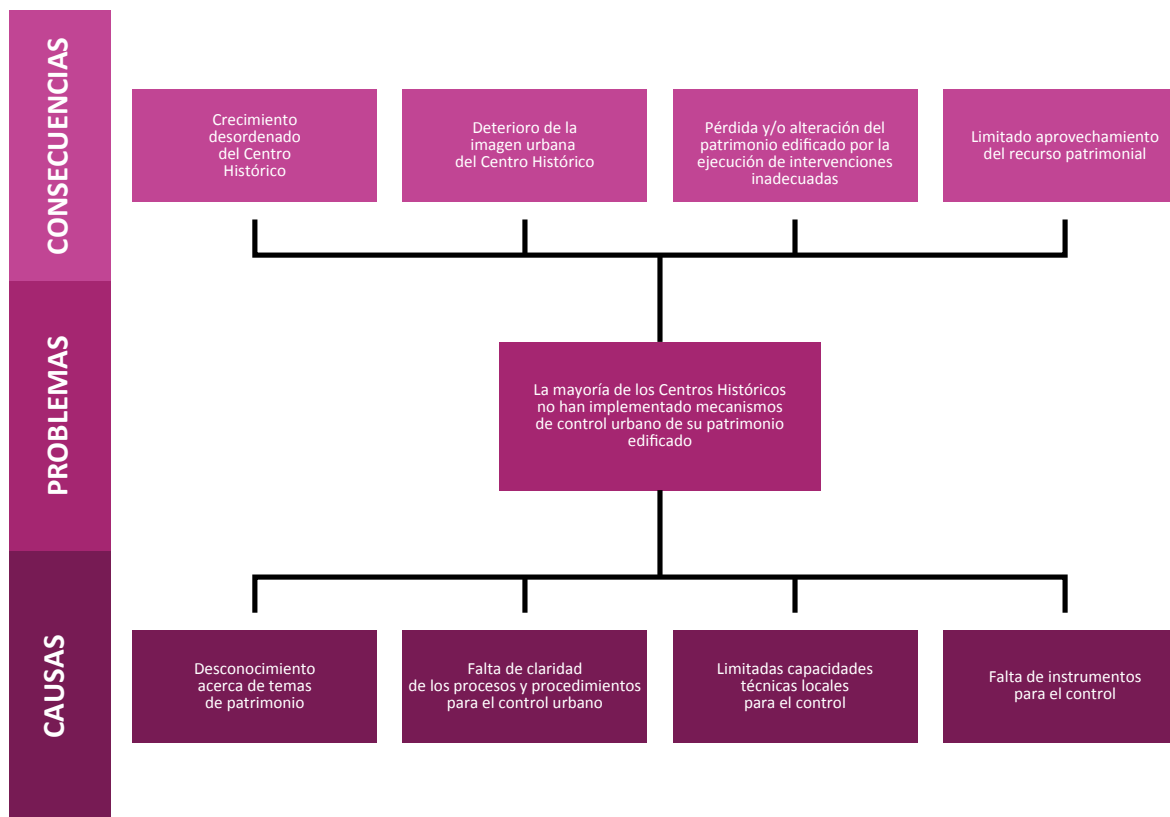 CONSECUENCIAS
Crecimiento
desordenado
del Centro
Histórico
Deterioro de la
imagen urbana
del Centro Histórico
Pérdida y/o alteración del
patrimonio edificado por la
ejecución de intervenciones
inadecuadas
Limitado aprovechamiento
del recurso patrimonial
PROBLEMAS
La mayoría de los Centros Históricos
no han implementado mecanismos
de control urbano de su patrimonio
edificado
CAUSAS
Desconocimiento
acerca de temas
de patrimonio
Falta de claridad
de los procesos y procedimientos
para el control urbano
Limitadas capacidades
técnicas locales
para el control
Falta de instrumentos
para el control